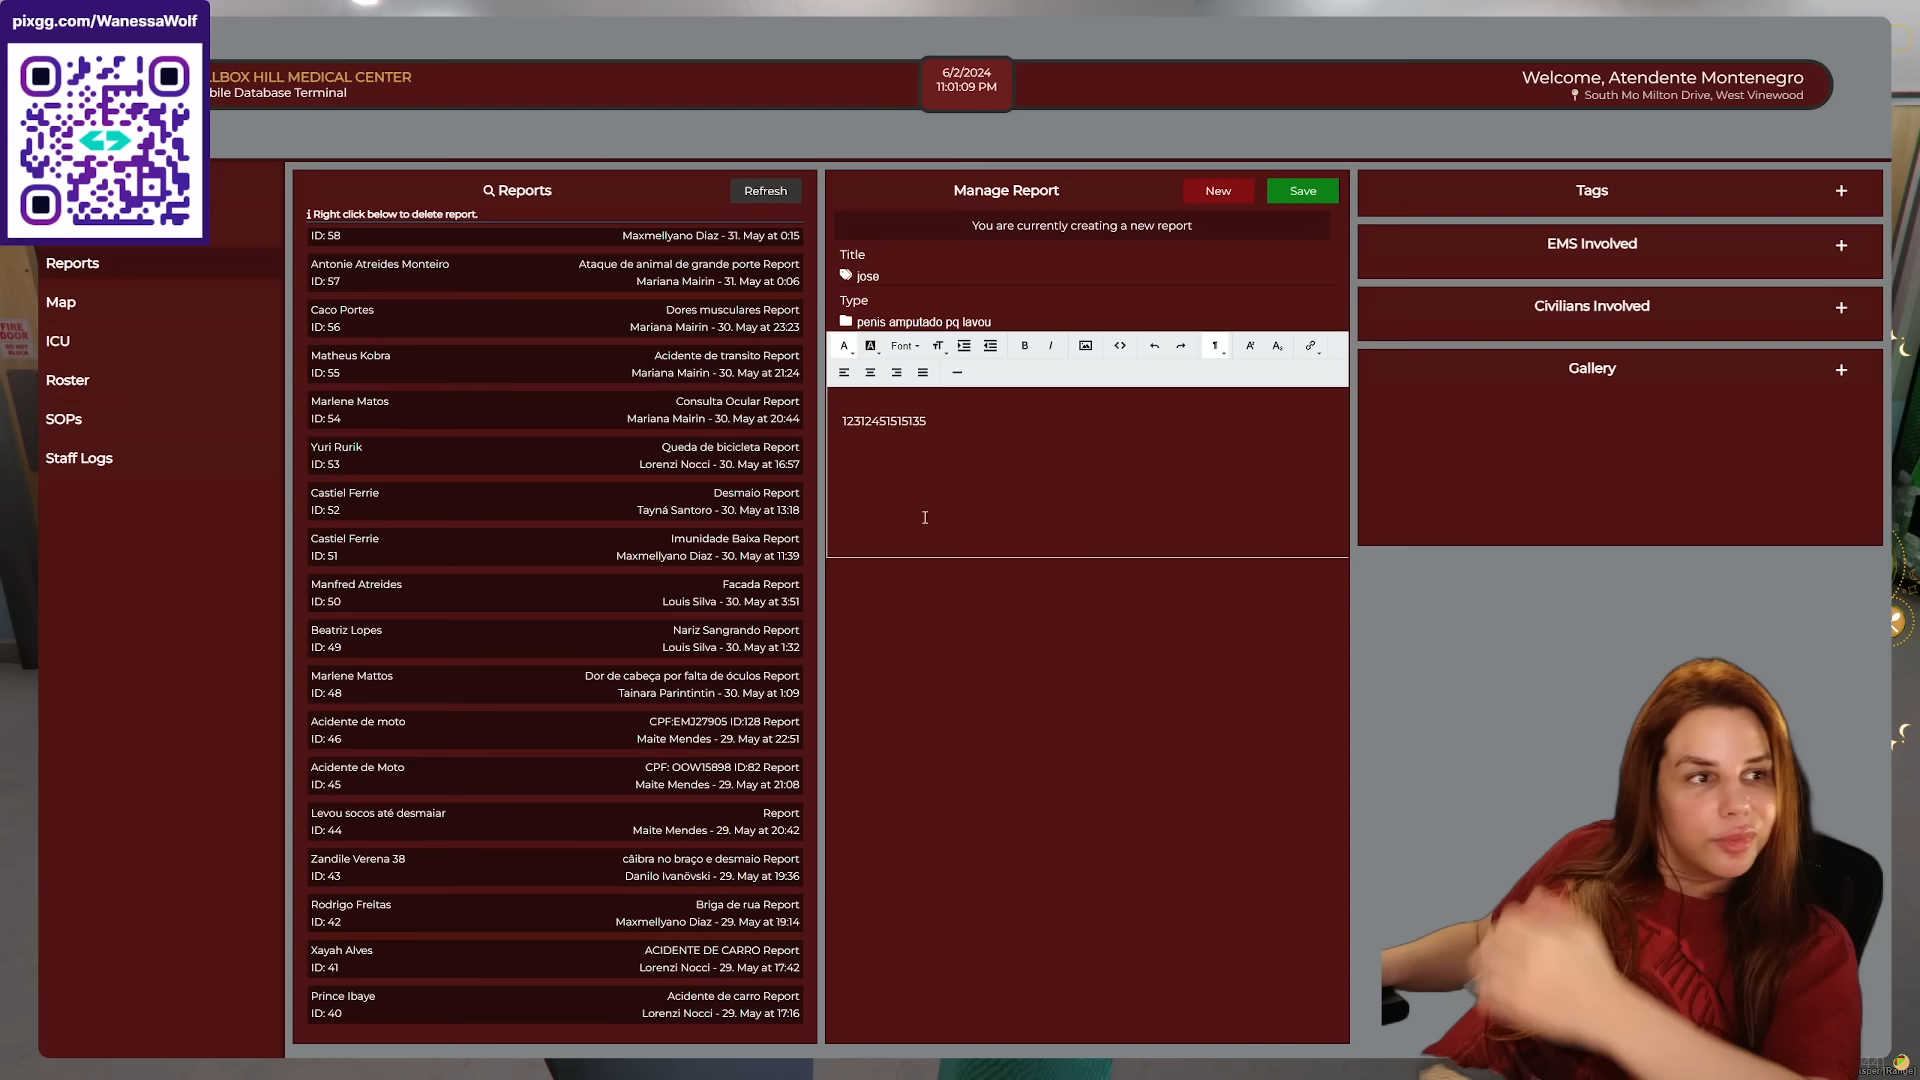 pixgg.com/WanessaWolf
LLBOX HILL MEDICAL CENTER
bile Database Terminal
6/2/2024
11:01:09 PM
Welcome, Atendente Montenegro
South Mo Milton Drive, West Vinewood
Reports
Map
ICU
Roster
SOPs
Staff Logs
Reports
Refresh
Right click below to delete report.
ID: 58 Maxmellyano Diaz - 31. May at 0:15
Antonie Atreides Monteiro Ataque de animal de grande porte Report
ID: 57 Mariana Mairin - 31. May at 0:06
Caco Portes Dores musculares Report
ID: 56 Mariana Mairin - 30. May at 23:23
Matheus Kobra Acidente de transito Report
ID: 55 Mariana Mairin - 30. May at 21:24
Marlene Matos Consulta Ocular Report
ID: 54 Mariana Mairin - 30. May at 20:44
Yuri Rurik Queda de bicicleta Report
ID: 53 Lorenzi Nocci - 30. May at 16:57
Castiel Ferrie Desmaio Report
ID: 52 Tayná Santoro - 30. May at 13:18
Castiel Ferrie Imunidade Baixa Report
ID: 51 Maxmellyano Diaz - 30. May at 11:39
Manfred Atreides Facada Report
ID: 50 Louis Silva - 30. May at 3:51
Beatriz Lopes Nariz Sangrando Report
ID: 49 Louis Silva - 30. May at 1:32
Marlene Mattos Dor de cabeça por falta de óculos Report
ID: 48 Tainara Parintintin - 30. May at 1:09
Acidente de moto CPF:EMJ27905 ID:128 Report
ID: 46 Maite Mendes - 29. May at 22:51
Acidente de Moto CPF: OOW15898 ID:82 Report
ID: 45 Maite Mendes - 29. May at 21:08
Levou socos até desmaiar Report
ID: 44 Maite Mendes - 29. May at 20:42
Zandile Verena 38 câibra no braço e desmaio Report
ID: 43 Danilo Ivanövski - 29. May at 19:36
Rodrigo Freitas Briga de rua Report
ID: 42 Maxmellyano Diaz - 29. May at 19:14
Xayah Alves ACIDENTE DE CARRO Report
ID: 41 Lorenzi Nocci - 29. May at 17:42
Prince Ibaye Acidente de carro Report
ID: 40 Lorenzi Nocci - 29. May at 17:16
Manage Report
New
Save
You are currently creating a new report
Title
jose
Type
penis amputado pq lavou
Font
12312451515135
Tags
EMS Involved
Civilians Involved
Gallery
FIRE
DOOR